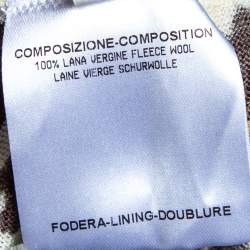 COMPOSIZIONE-COMPOSITION
100% LANA VERGINE FLEECE WOOL
LAINE VIERGE SCHURWOLLE
FODERA-LINING-DOUBLURE